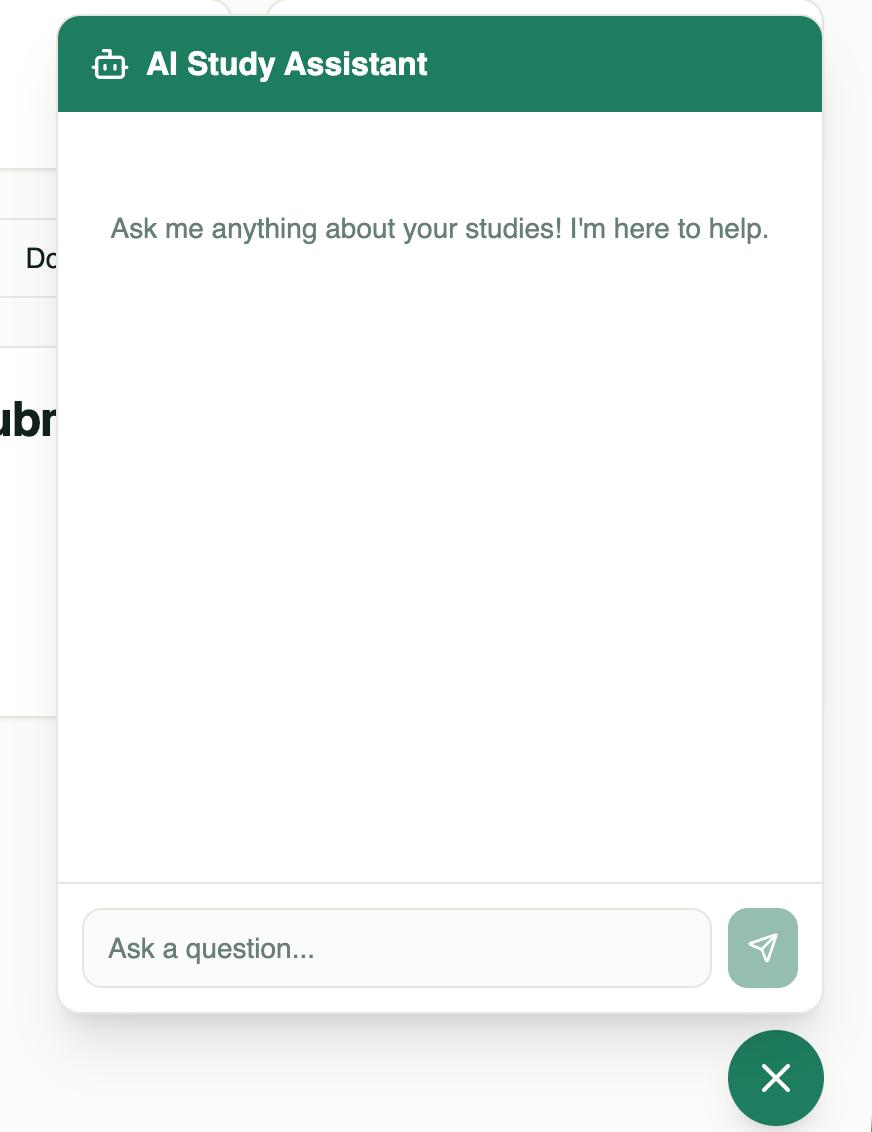 AI Study Assistant
Ask me anything about your studies! I'm here to help.
Ask a question...